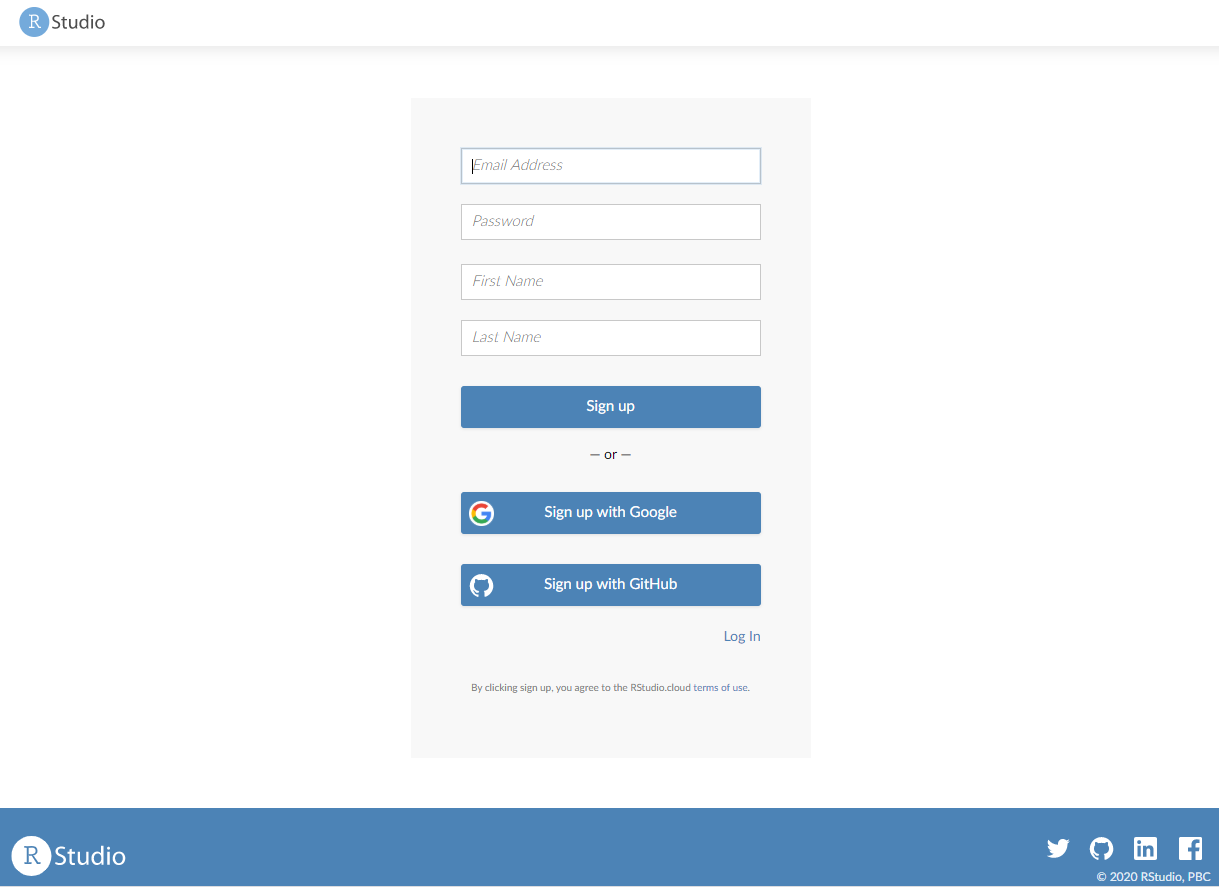 R Studio
Email Address
Password
First Name
Last Name
Sign up
— or —
Sign up with Google
Sign up with GitHub
Log In
By clicking sign up, you agree to the RStudio.cloud terms of use.
R Studio
© 2020 RStudio, PBC